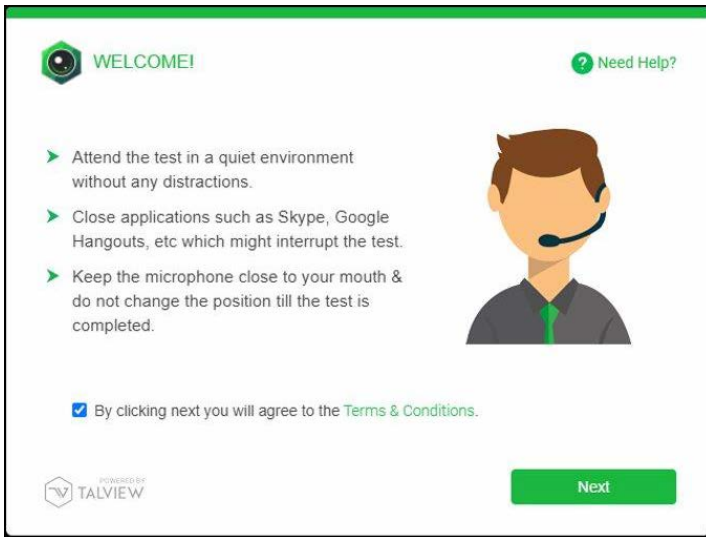 WELCOME!
? Need Help?
Attend the test in a quiet environment
without any distractions.
Close applications such as Skype, Google
Hangouts, etc which might interrupt the test.
Keep the microphone close to your mouth &
do not change the position till the test is
completed.
By clicking next you will agree to the Terms & Conditions.
POWERED BY
TALVIEW
Next